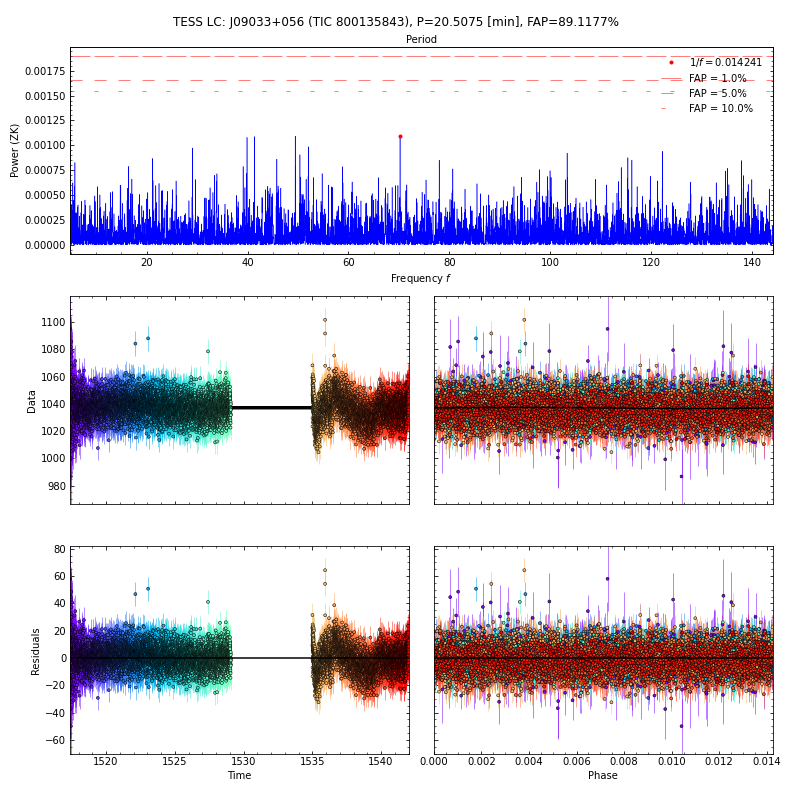 TESS LC: J09033+056 (TIC 800135843), P=20.5075 [min], FAP=89.1177%
Period
Power (ZK)
0.00175
0.00150
0.00125
0.00100
0.00075
0.00050
0.00025
0.00000
1/f = 0.014241
FAP = 1.0%
FAP = 5.0%
FAP = 10.0%
20 40 60 80 100 120 140
Frequency f
Data
1100
1080
1060
1040
1020
1000
980
Residuals
80
60
40
20
0
−20
−40
−60
1520 1525 1530 1535 1540
Time
0.000 0.002 0.004 0.006 0.008 0.010 0.012 0.014
Phase